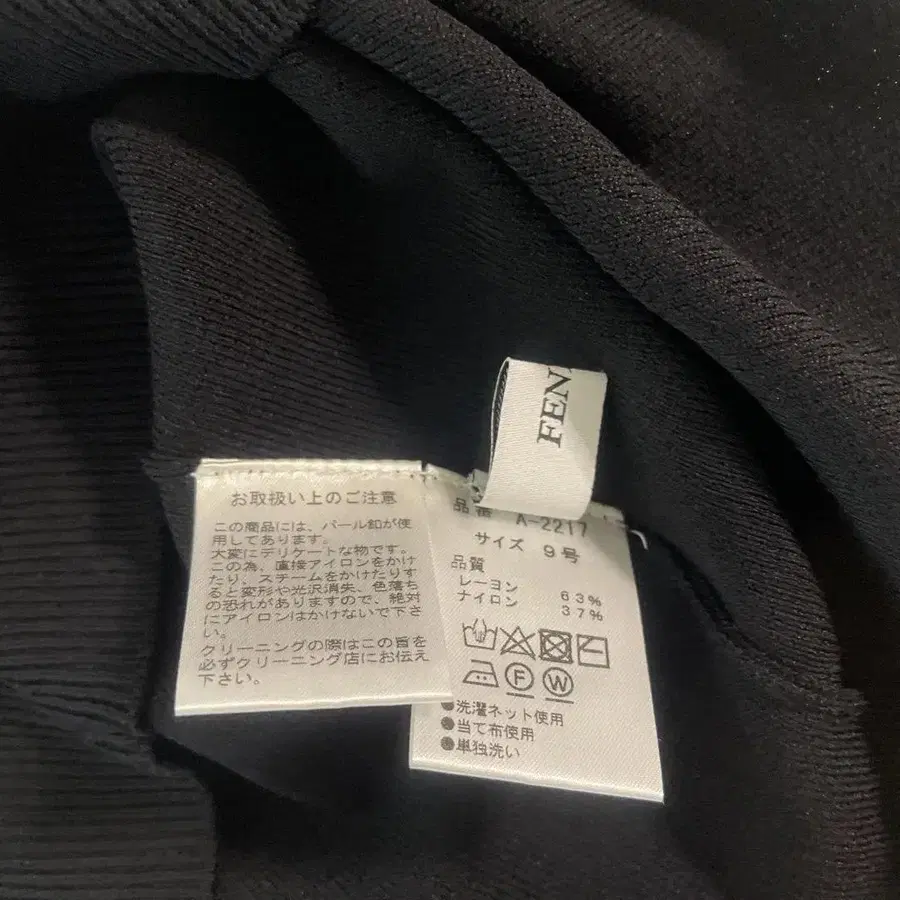 FEN
お取扱い上のご注意
この商品には、パール釦が使
用してあります。
大変にデリケートな物です。
この為、直接アイロンをかけ
たり、スチームをかけたりす
ると変形や光沢消失、色落ち
の恐れがありますので、絶対
にアイロンはかけないで下さ
い。
クリーニングの際はこの旨を
必ずクリーニング店にお伝え
下さい。
品番 A-2217
サイズ 9号
品質
レーヨン 63%
ナイロン 37%
F W
●洗濯ネット使用
●当て布使用
●単独洗い